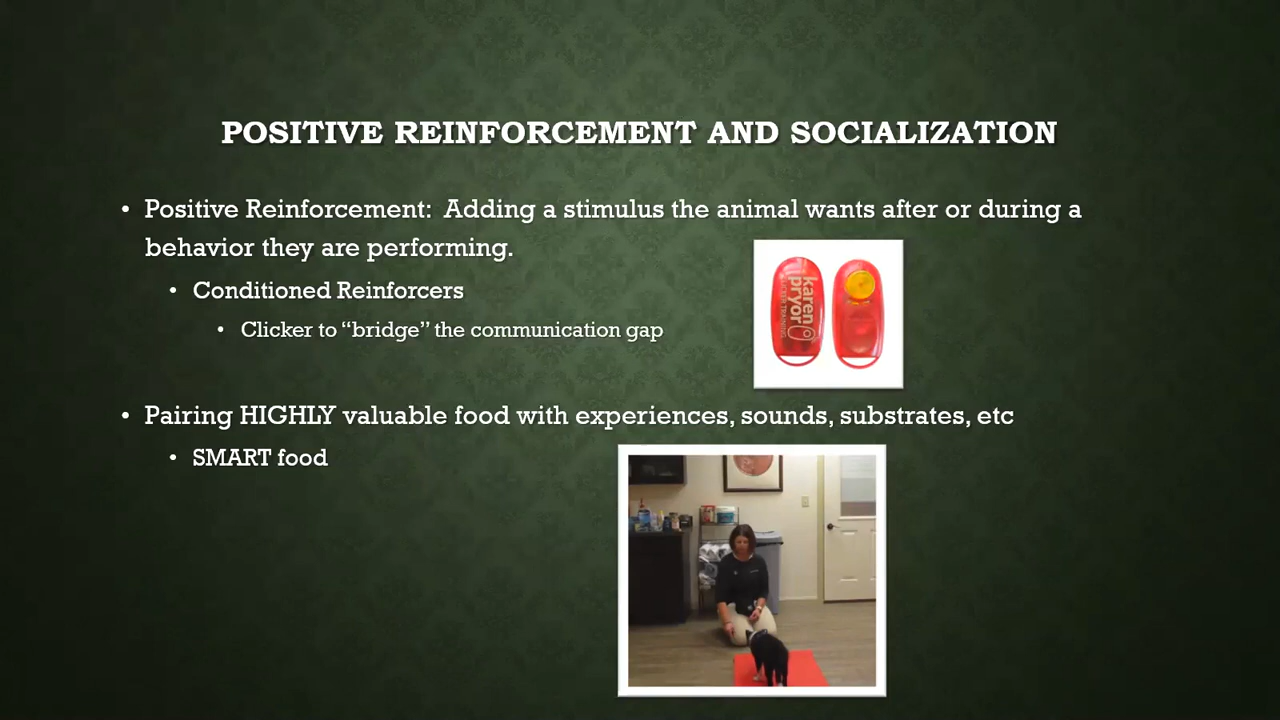 POSITIVE REINFORCEMENT AND SOCIALIZATION
• Positive Reinforcement: Adding a stimulus the animal wants after or during a
behavior they are performing.
• Conditioned Reinforcers
• Clicker to “bridge” the communication gap
karen
pryor
CLICKER TRAINING
• Pairing HIGHLY valuable food with experiences, sounds, substrates, etc
• SMART food